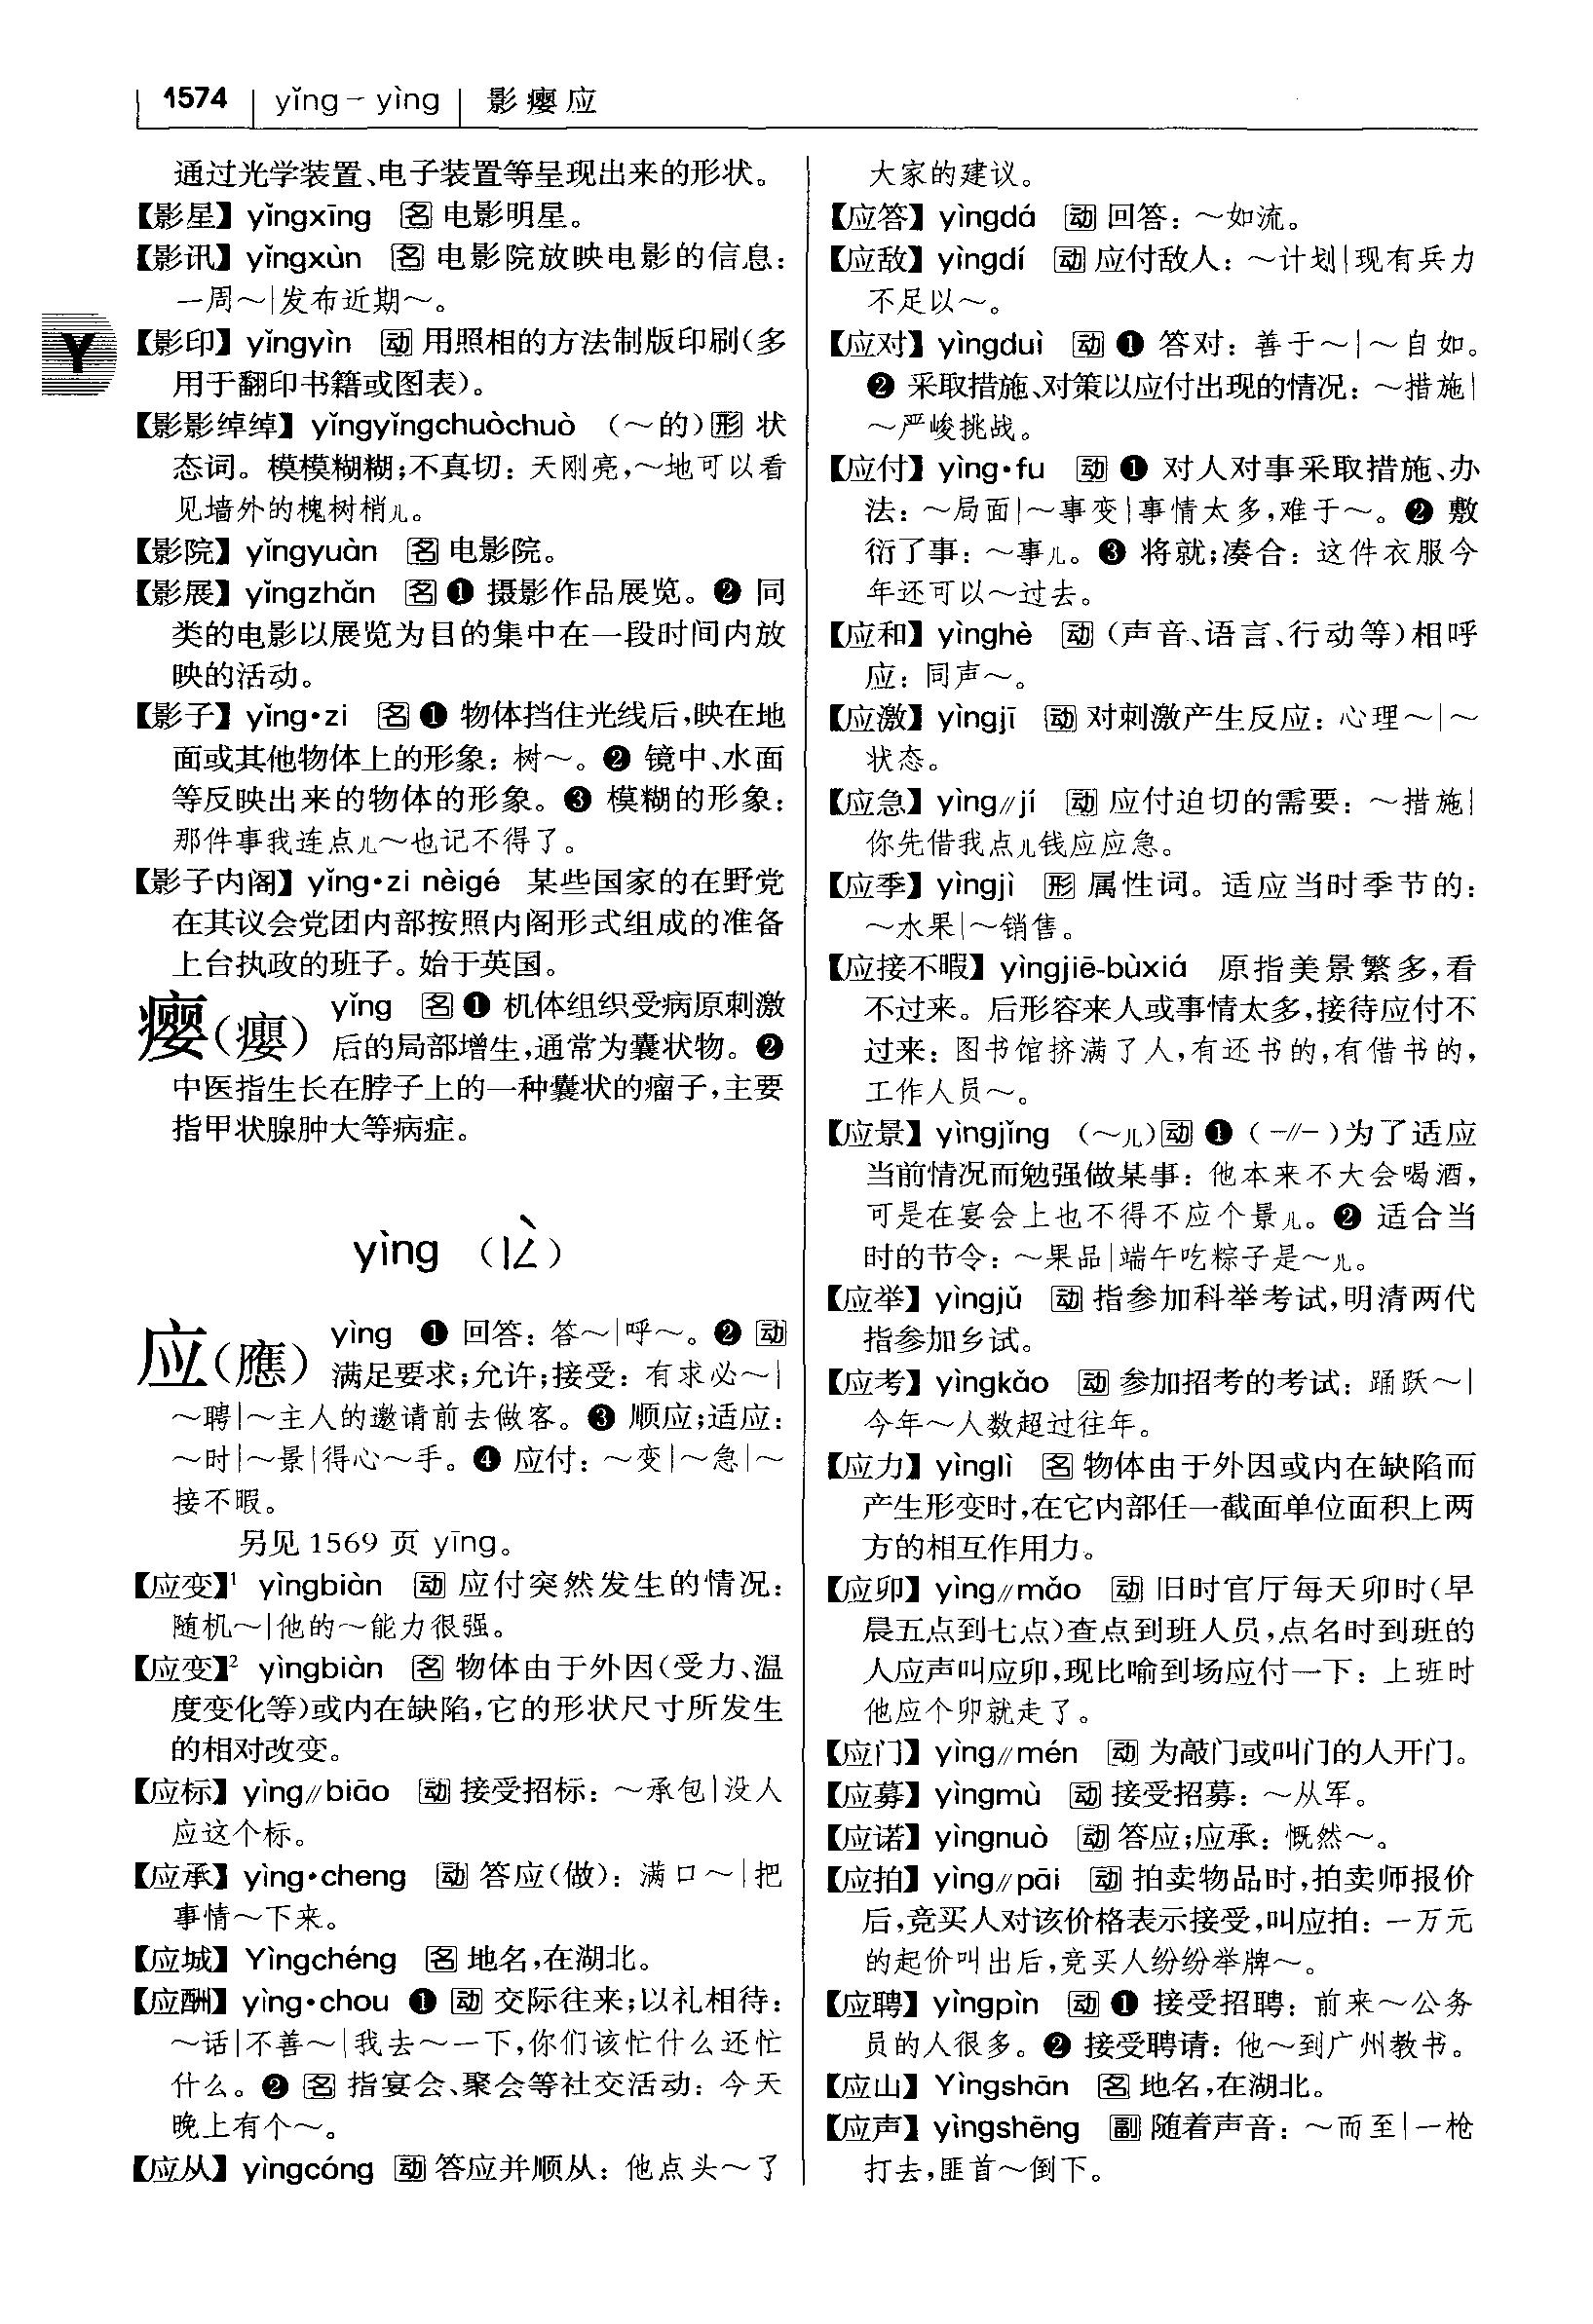 1574 yǐng－yìng 影瘿应
通过光学装置、电子装置等呈现出来的形状。
【影星】 yǐngxīng 名 电影明星。
【影讯】 yǐngxùn 名 电影院放映电影的信息：
一周～|发布近期～。
Y
【影印】 yǐngyìn 动 用照相的方法制版印刷（多
用于翻印书籍或图表）。
【影影绰绰】 yǐngyǐngchuòchuò （～的）形 状
态词。模模糊糊；不真切：天刚亮，～地可以看
见墙外的槐树梢儿。
【影院】 yǐngyuàn 名 电影院。
【影展】 yǐngzhǎn 名 ❶ 摄影作品展览。❷ 同
类的电影以展览为目的集中在一段时间内放
映的活动。
【影子】 yǐng•zi 名 ❶ 物体挡住光线后，映在地
面或其他物体上的形象：树～。❷ 镜中、水面
等反映出来的物体的形象。❸ 模糊的形象：
那件事我连点儿～也记不得了。
【影子内阁】 yǐng•zi nèigé 某些国家的在野党
在其议会党团内部按照内阁形式组成的准备
上台执政的班子。始于英国。
瘿（癭） yǐng 名 ❶ 机体组织受病原刺激
后的局部增生，通常为囊状物。❷
中医指生长在脖子上的一种囊状的瘤子，主要
指甲状腺肿大等病症。
yìng （ㄧㄥˋ）
应（應） yìng ❶ 回答：答～|呼～。❷ 动
满足要求；允许；接受：有求必～|
～聘|～主人的邀请前去做客。❸ 顺应；适应：
～时|～景|得心～手。❹ 应付：～变|～急|～
接不暇。
另见 1569 页 yīng。
【应变】¹ yìngbiàn 动 应付突然发生的情况：
随机～|他的～能力很强。
【应变】² yìngbiàn 名 物体由于外因（受力、温
度变化等）或内在缺陷，它的形状尺寸所发生
的相对改变。
【应标】 yìng//biāo 动 接受招标：～承包|没人
应这个标。
【应承】 yìng•cheng 动 答应（做）：满口～|把
事情～下来。
【应城】 Yìngchéng 名 地名，在湖北。
【应酬】 yìng•chou ❶ 动 交际往来；以礼相待：
～话|不善～|我去～一下，你们该忙什么还忙
什么。❷ 名 指宴会、聚会等社交活动：今天
晚上有个～。
【应从】 yìngcóng 动 答应并顺从：他点头～了
大家的建议。
【应答】 yìngdá 动 回答：～如流。
【应敌】 yìngdí 动 应付敌人：～计划|现有兵力
不足以～。
【应对】 yìngduì 动 ❶ 答对：善于～|～自如。
❷ 采取措施、对策以应付出现的情况：～措施|
～严峻挑战。
【应付】 yìng•fu 动 ❶ 对人对事采取措施、办
法：～局面|～事变|事情太多，难于～。❷ 敷
衍了事：～事儿。❸ 将就；凑合：这件衣服今
年还可以～过去。
【应和】 yìnghè 动 （声音、语言、行动等）相呼
应：同声～。
【应激】 yìngjī 动 对刺激产生反应：心理～|～
状态。
【应急】 yìng//jí 动 应付迫切的需要：～措施|
你先借我点儿钱应应急。
【应季】 yìngjì 形 属性词。适应当时季节的：
～水果|～销售。
【应接不暇】 yìngjiē-bùxiá 原指美景繁多，看
不过来。后形容来人或事情太多，接待应付不
过来：图书馆挤满了人，有还书的，有借书的，
工作人员～。
【应景】 yìngjǐng （～儿）动 ❶ （－//－）为了适应
当前情况而勉强做某事：他本来不大会喝酒，
可是在宴会上也不得不应个景儿。❷ 适合当
时的节令：～果品|端午吃粽子是～儿。
【应举】 yìngjǔ 动 指参加科举考试，明清两代
指参加乡试。
【应考】 yìngkǎo 动 参加招考的考试：踊跃～|
今年～人数超过往年。
【应力】 yìnglì 名 物体由于外因或内在缺陷而
产生形变时，在它内部任一截面单位面积上两
方的相互作用力。
【应卯】 yìng//mǎo 动 旧时官厅每天卯时（早
晨五点到七点）查点到班人员，点名时到班的
人应声叫应卯，现比喻到场应付一下：上班时
他应个卯就走了。
【应门】 yìng//mén 动 为敲门或叫门的人开门。
【应募】 yìngmù 动 接受招募：～从军。
【应诺】 yìngnuò 动 答应；应承：慨然～。
【应拍】 yìng//pāi 动 拍卖物品时，拍卖师报价
后，竞买人对该价格表示接受，叫应拍：一万元
的起价叫出后，竞买人纷纷举牌～。
【应聘】 yìngpìn 动 ❶ 接受招聘：前来～公务
员的人很多。❷ 接受聘请：他～到广州教书。
【应山】 Yìngshān 名 地名，在湖北。
【应声】 yìngshēng 副 随着声音：～而至|一枪
打去，匪首～倒下。